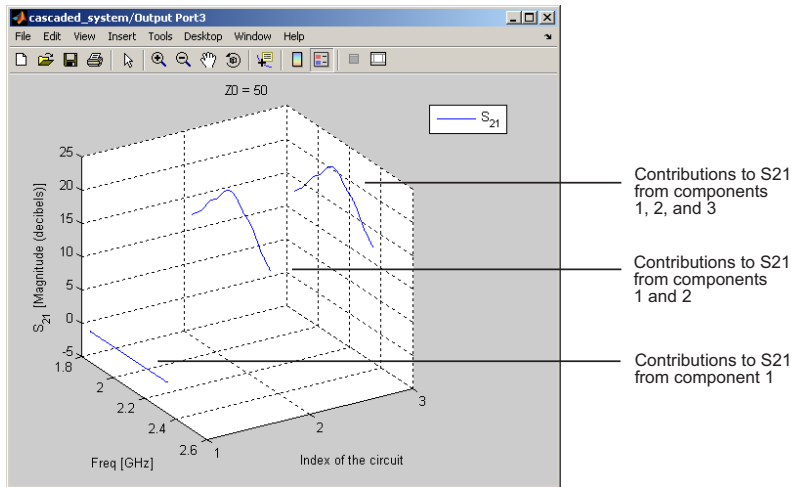 cascaded_system/Output Port3
File Edit View Insert Tools Desktop Window Help
Z0 = 50
S21
25
20
15
10
5
0
-5
S21 [Magnitude (decibels)]
1.8
2
2.2
2.4
2.6
Freq [GHz]
1
2
3
Index of the circuit
Contributions to S21
from components
1, 2, and 3
Contributions to S21
from components
1 and 2
Contributions to S21
from component 1